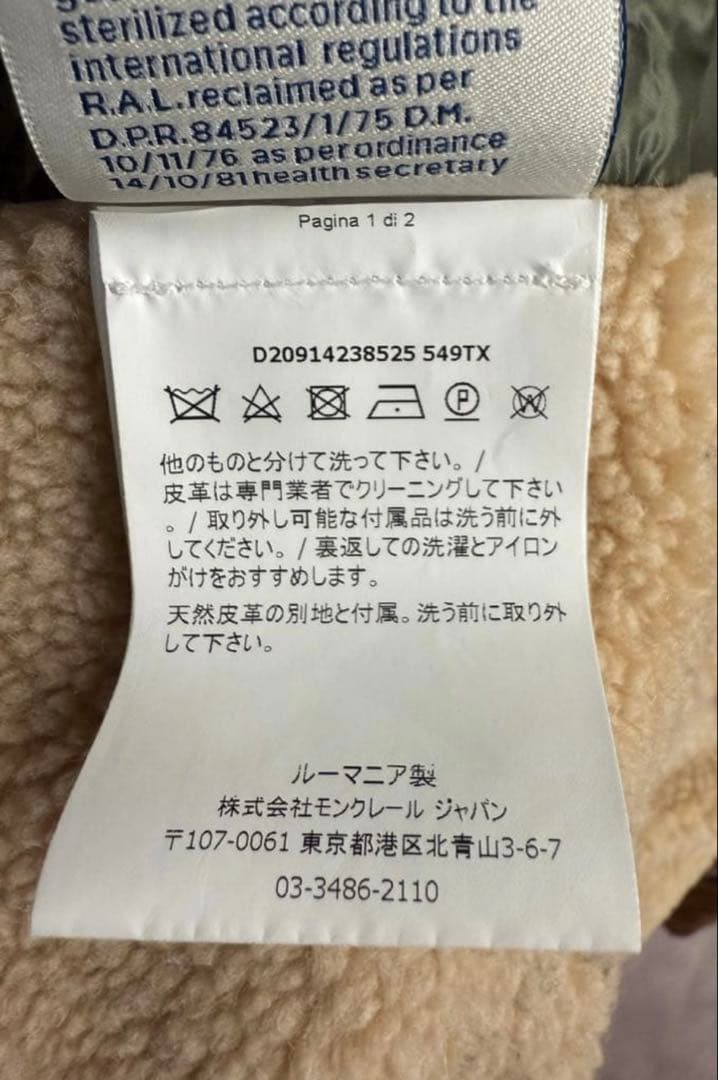 sterilized according to the
international regulations
R.A.L.reclaimed as per
D.P.R.84523/1/75 D.M.
10/11/76 as per ordinance
14/10/81 health secretary
Pagina 1 di 2
D20914238525 549TX
P W
他のものと分けて洗って下さい。/
皮革は専門業者でクリーニングして下さい
。/ 取り外し可能な付属品は洗う前に外
してください。/ 裏返しての洗濯とアイロン
がけをおすすめします。
天然皮革の別地と付属。洗う前に取り外
して下さい。
ルーマニア製
株式会社モンクレール ジャパン
〒107-0061 東京都港区北青山3-6-7
03-3486-2110